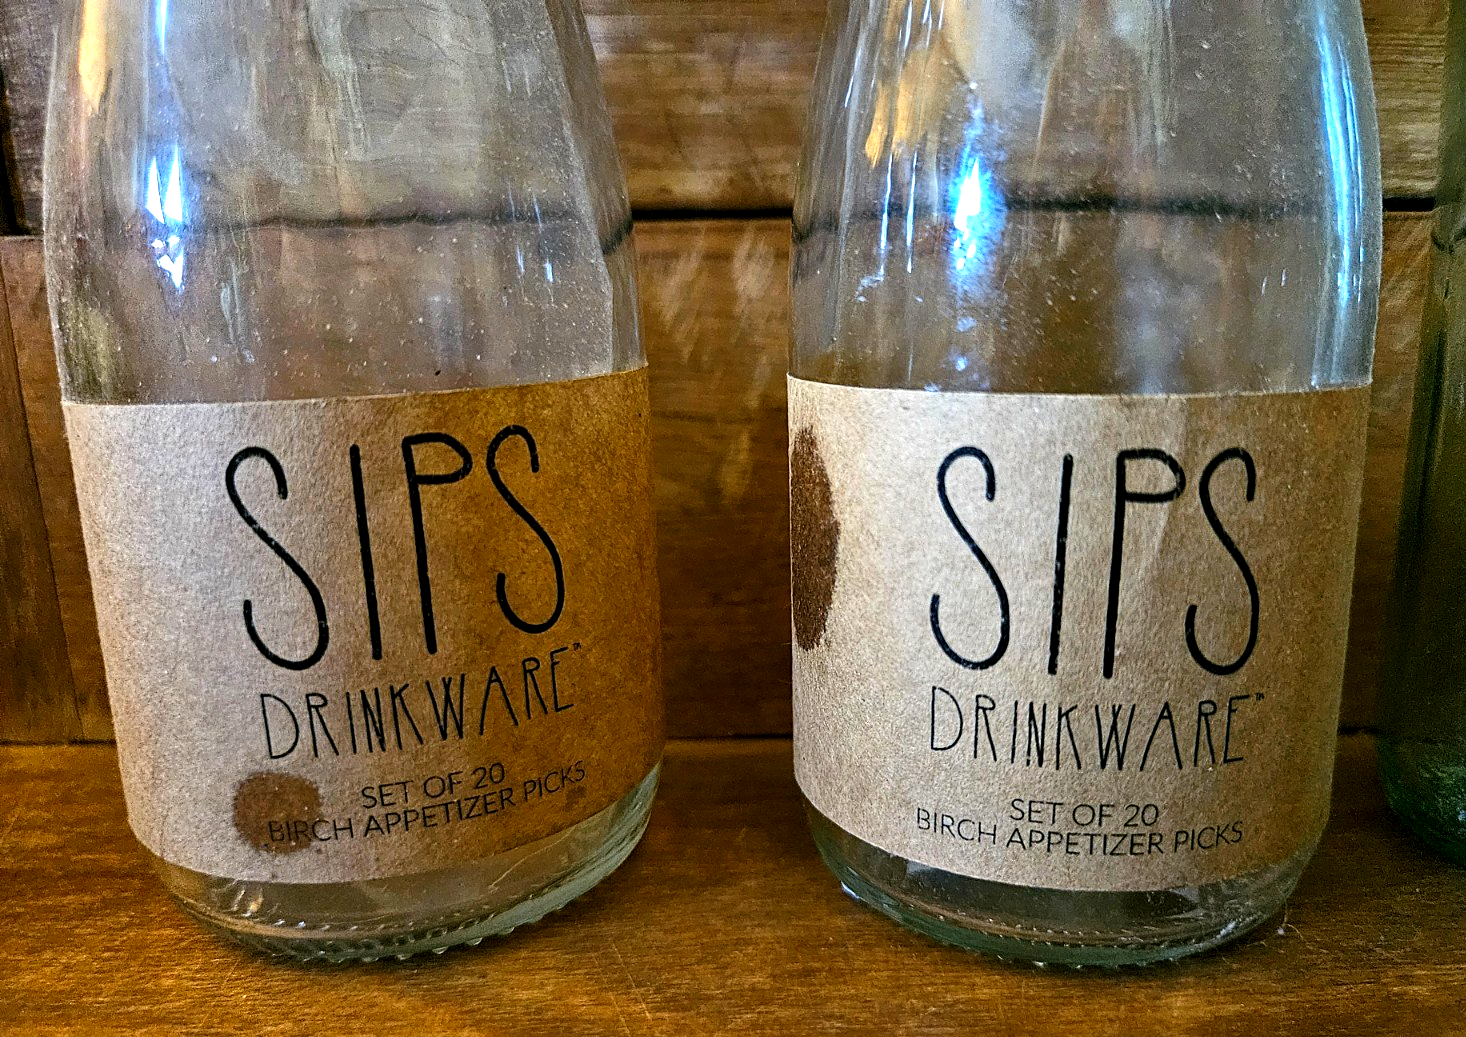 SIPS
DRINKWARE™
SET OF 20
BIRCH APPETIZER PICKS
SIPS
DRINKWARE™
SET OF 20
BIRCH APPETIZER PICKS